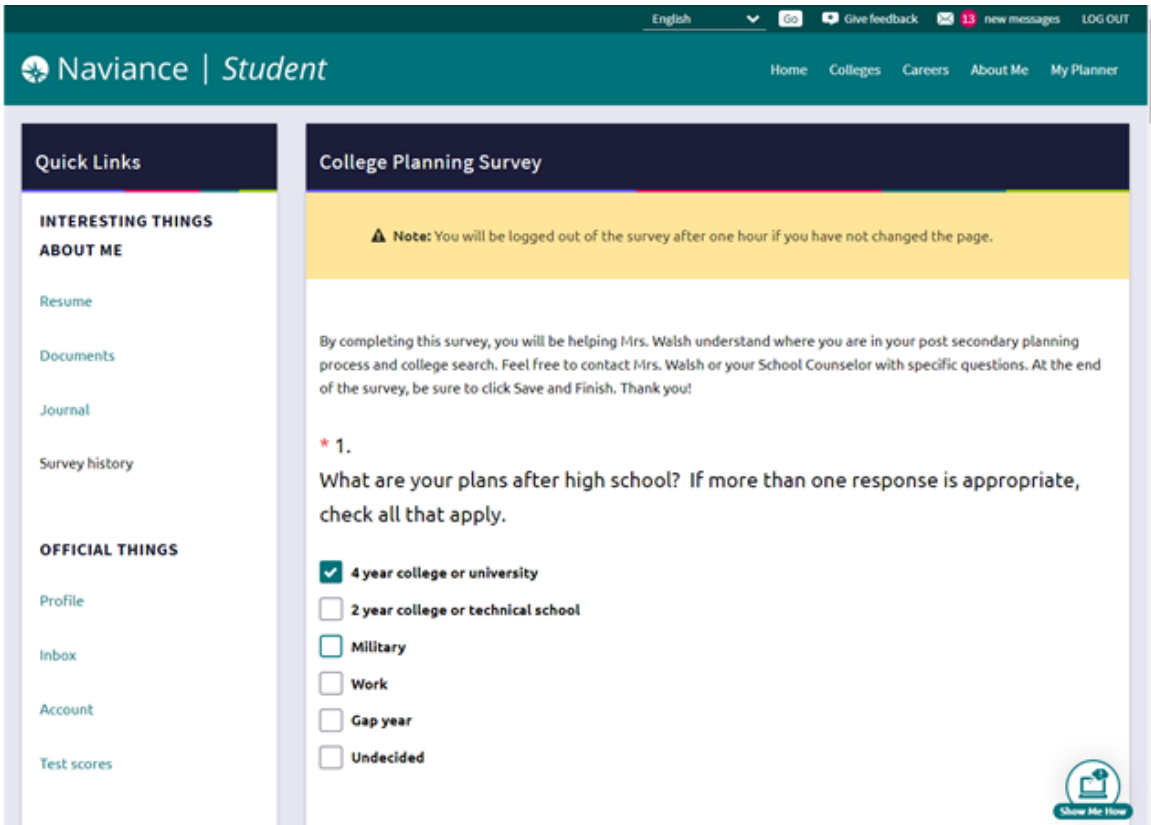 English Go Give feedback 13 new messages LOG OUT
Naviance | Student
Home Colleges Careers About Me My Planner
Quick Links
INTERESTING THINGS
ABOUT ME
Resume
Documents
Journal
Survey history
OFFICIAL THINGS
Profile
Inbox
Account
Test scores
College Planning Survey
Note: You will be logged out of the survey after one hour if you have not changed the page.
By completing this survey, you will be helping Mrs. Walsh understand where you are in your post secondary planning
process and college search. Feel free to contact Mrs. Walsh or your School Counselor with specific questions. At the end
of the survey, be sure to click Save and Finish. Thank you!
* 1.
What are your plans after high school? If more than one response is appropriate,
check all that apply.
4 year college or university
2 year college or technical school
Military
Work
Gap year
Undecided
Show Me How